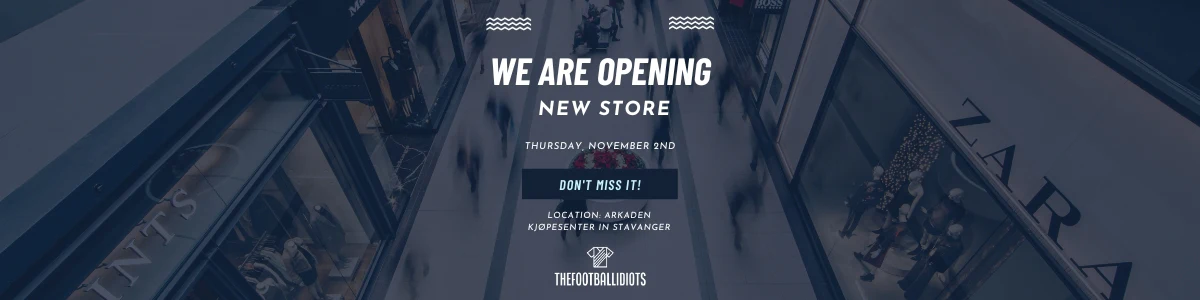 BOSS
WE ARE OPENING
NEW STORE
THURSDAY, NOVEMBER 2ND
DON'T MISS IT!
LOCATION: ARKADEN
KJØPESENTER IN STAVANGER
THEFOOTBALLIDIOTS
ZARA